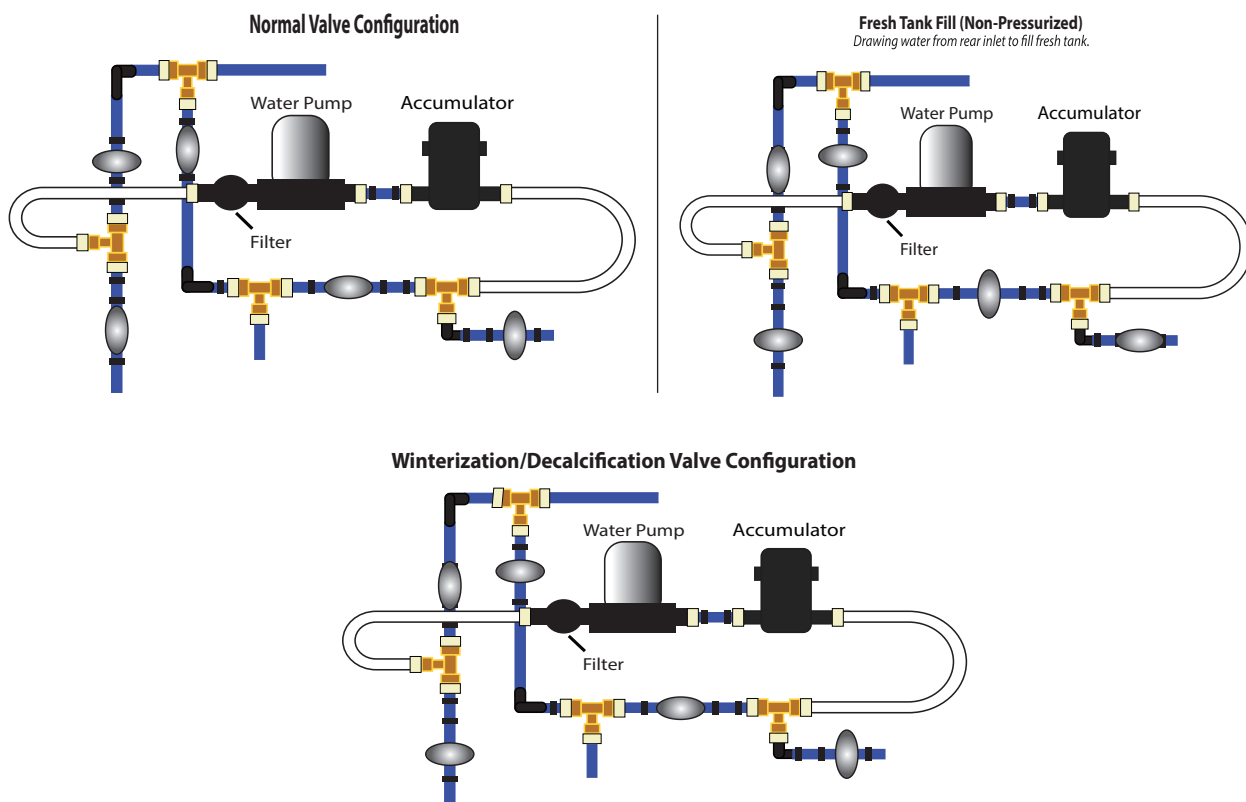 Normal Valve Configuration
Water Pump
Accumulator
Filter
Fresh Tank Fill (Non-Pressurized)
Drawing water from rear inlet to fill fresh tank.
Water Pump
Accumulator
Filter
Winterization/Decalcification Valve Configuration
Water Pump
Accumulator
Filter